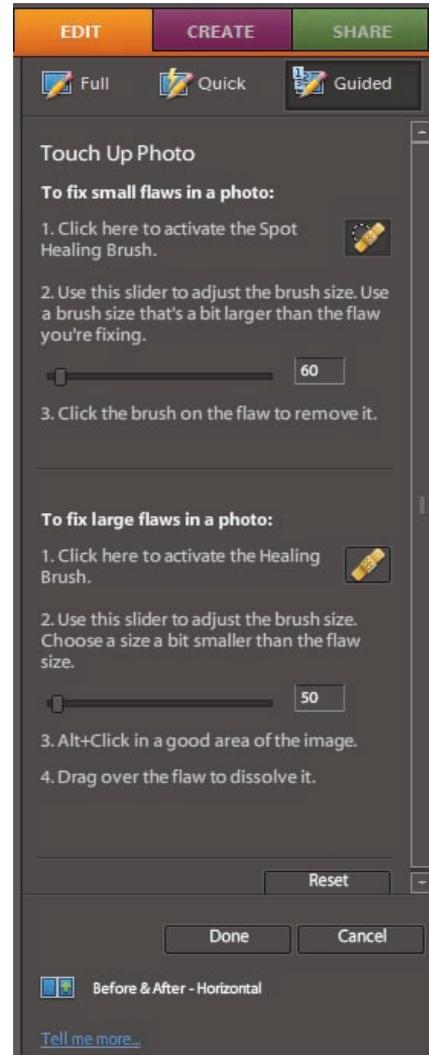 EDIT CREATE SHARE
Full Quick Guided
Touch Up Photo
To fix small flaws in a photo:
1. Click here to activate the Spot
Healing Brush.
2. Use this slider to adjust the brush size. Use
a brush size that's a bit larger than the flaw
you're fixing.
60
3. Click the brush on the flaw to remove it.
To fix large flaws in a photo:
1. Click here to activate the Healing
Brush.
2. Use this slider to adjust the brush size.
Choose a size a bit smaller than the flaw
size.
50
3. Alt+Click in a good area of the image.
4. Drag over the flaw to dissolve it.
Reset
Done Cancel
Before & After - Horizontal
Tell me more...